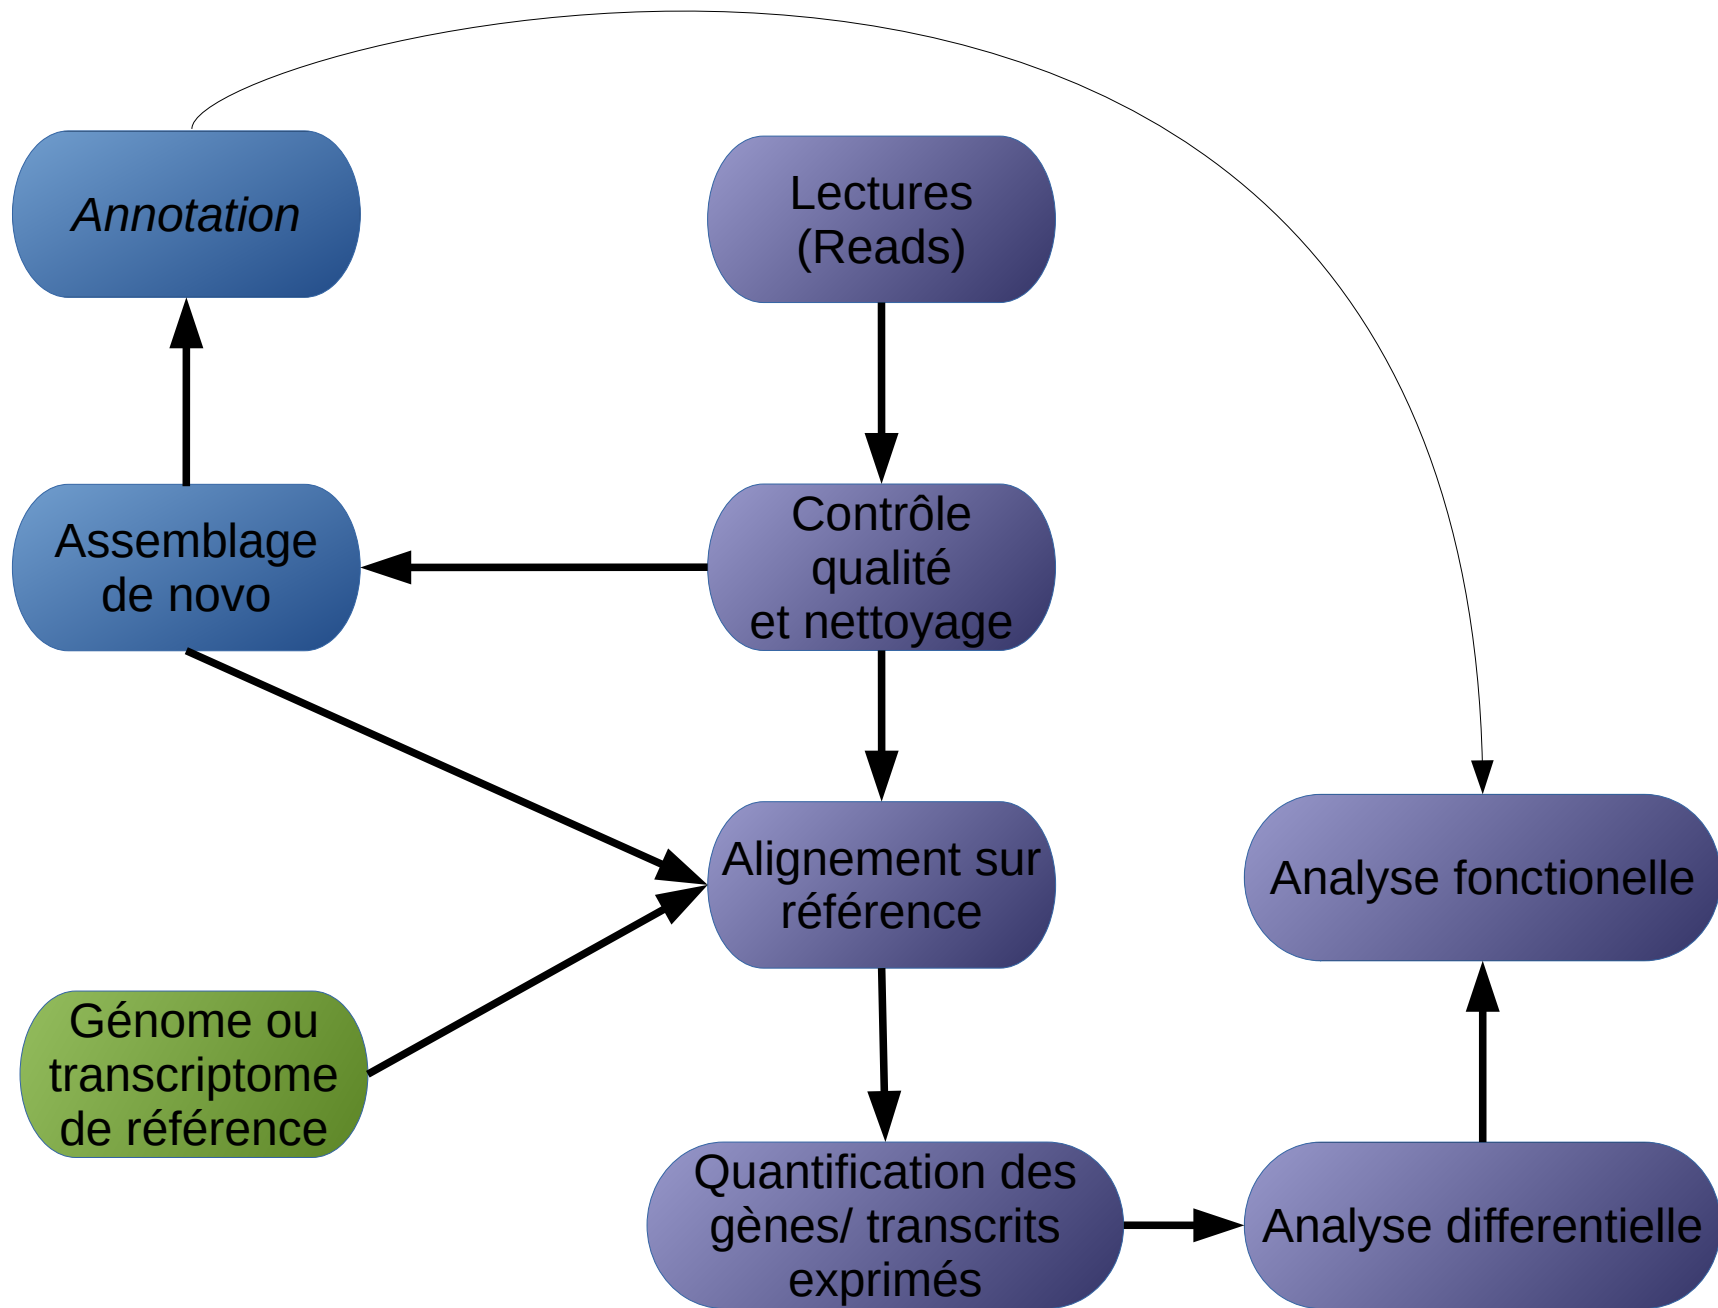 Annotation
Lectures
(Reads)
Assemblage
de novo
Contrôle
qualité
et nettoyage
Alignement sur
référence
Analyse fonctionelle
Génome ou
transcriptome
de référence
Quantification des
gènes/ transcrits
exprimés
Analyse differentielle